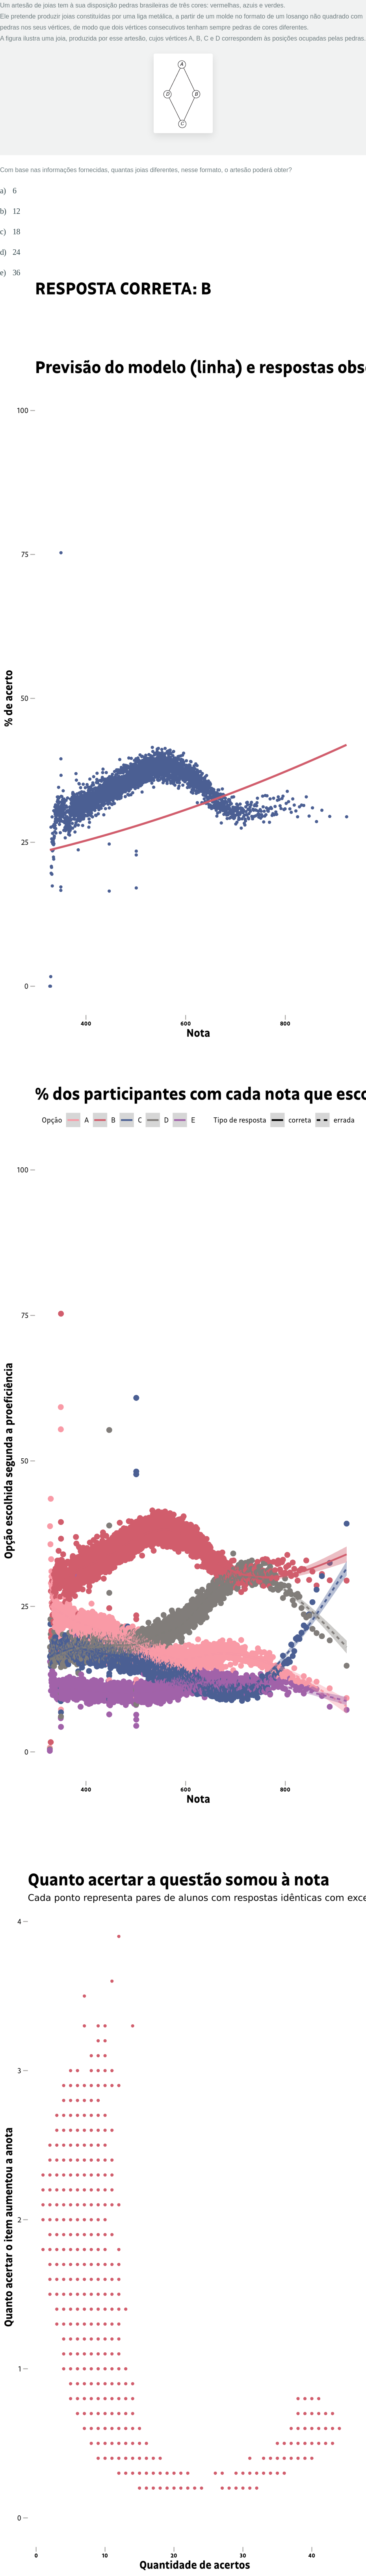 Um artesão de joias tem à sua disposição pedras brasileiras de três cores: vermelhas, azuis e verdes.
Ele pretende produzir joias constituídas por uma liga metálica, a partir de um molde no formato de um losango não quadrado com
pedras nos seus vértices, de modo que dois vértices consecutivos tenham sempre pedras de cores diferentes.
A figura ilustra uma joia, produzida por esse artesão, cujos vértices A, B, C e D correspondem às posições ocupadas pelas pedras.
A
D
B
C
Com base nas informações fornecidas, quantas joias diferentes, nesse formato, o artesão poderá obter?
a) 6
b) 12
c) 18
d) 24
e) 36
RESPOSTA CORRETA: B
Previsão do modelo (linha) e respostas obs
100
75
50
25
0
% de acerto
400 600 800
Nota
% dos participantes com cada nota que esco
Opção A B C D E Tipo de resposta correta errada
100
75
50
25
0
Opção escolhida segunda a proeficiência
400 600 800
Nota
Quanto acertar a questão somou à nota
Cada ponto representa pares de alunos com respostas idênticas com exce
4
3
2
1
0
Quanto acertar o item aumentou a anota
0 10 20 30 40
Quantidade de acertos